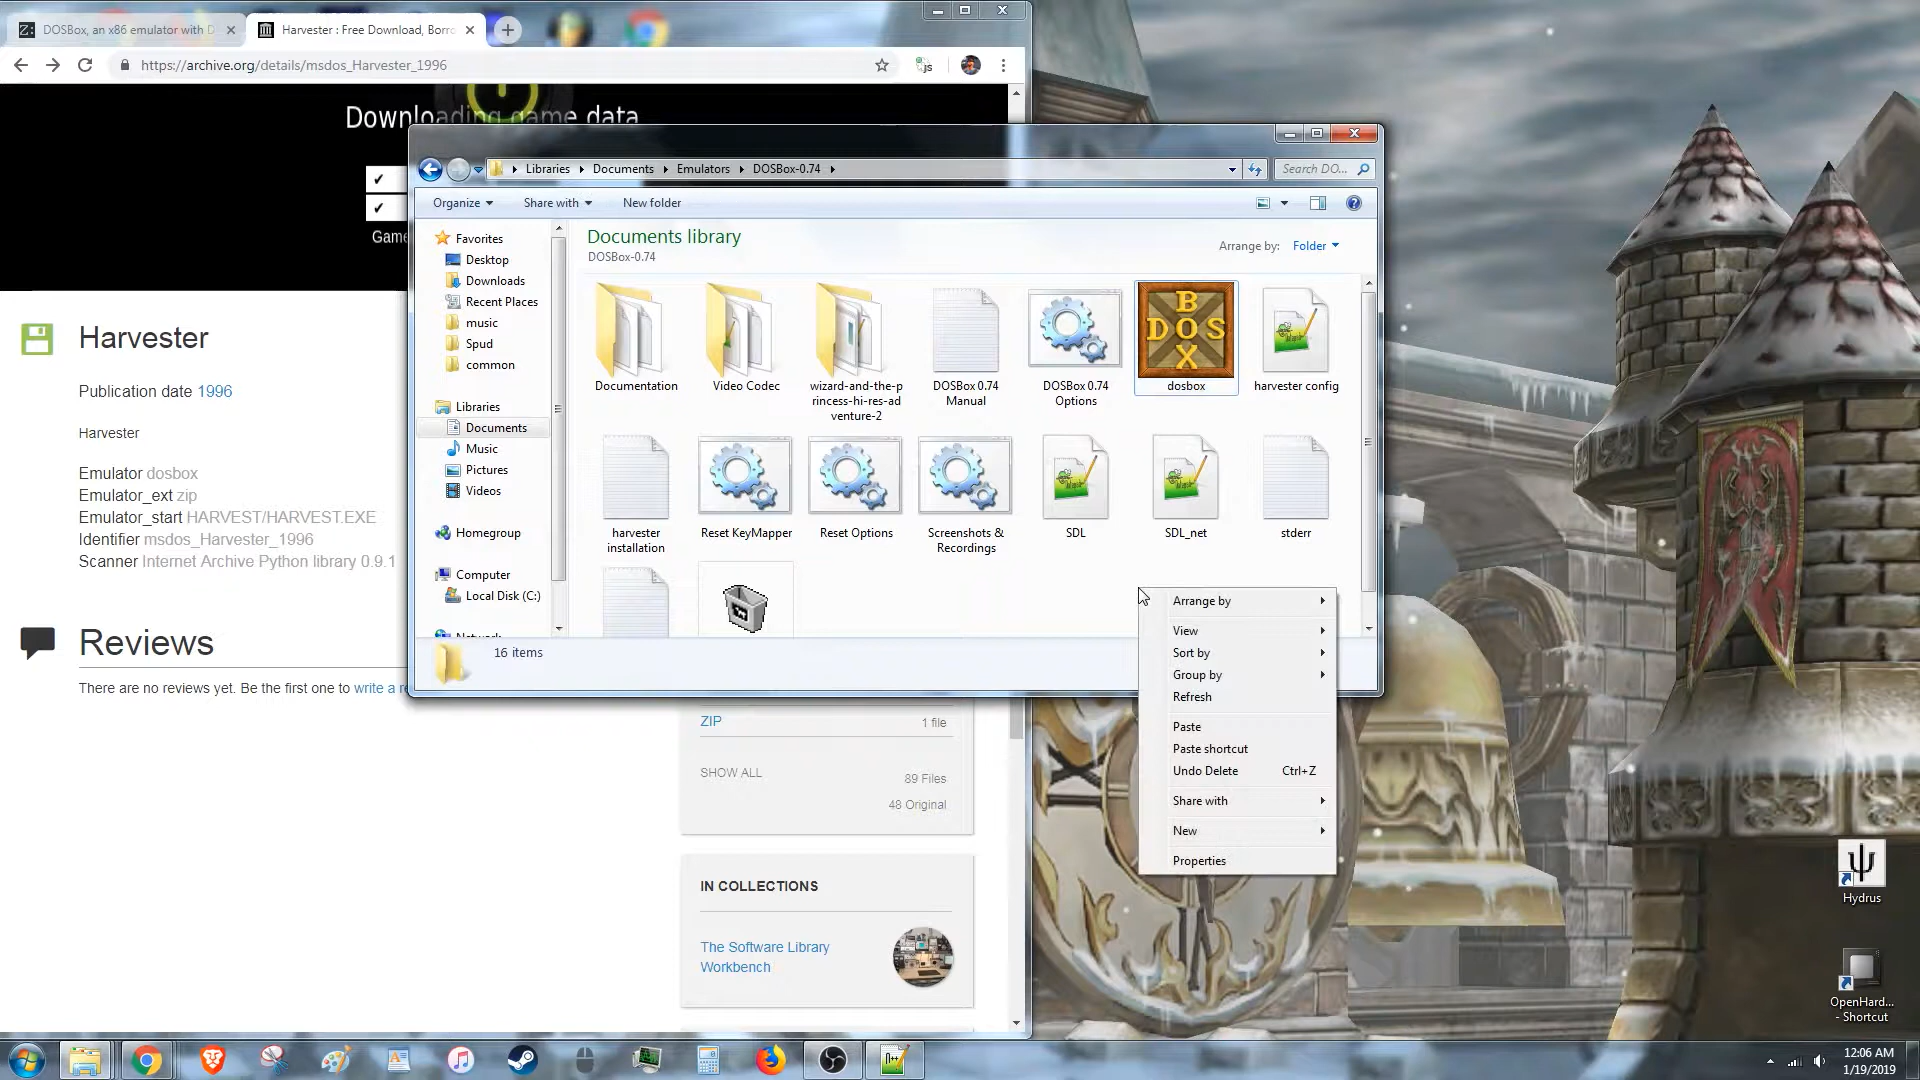 DOSBox, an x86 emulator with D
Harvester : Free Download, Borro
https://archive.org/details/msdos_Harvester_1996
js
Downloading game data
Game
Harvester
Publication date 1996
Harvester
Emulator dosbox
Emulator_ext zip
Emulator_start HARVEST/HARVEST.EXE
Identifier msdos_Harvester_1996
Scanner Internet Archive Python library 0.9.1
Reviews
There are no reviews yet. Be the first one to write a re
ZIP
1 file
SHOW ALL
89 Files
48 Original
IN COLLECTIONS
The Software Library
Workbench
Libraries
Documents
Emulators
DOSBox-0.74
Search DO...
Organize
Share with
New folder
Favorites
Desktop
Downloads
Recent Places
music
Spud
common
Libraries
Documents
Music
Pictures
Videos
Homegroup
Computer
Local Disk (C:)
Network
Documents library
DOSBox-0.74
Arrange by: Folder
Documentation
Video Codec
wizard-and-the-p
rincess-hi-res-ad
venture-2
DOSBox 0.74
Manual
DOSBox 0.74
Options
BOX
DOS
dosbox
harvester config
harvester
installation
Reset KeyMapper
Reset Options
Screenshots &
Recordings
SDL
SDL_net
stderr
16 items
Arrange by
View
Sort by
Group by
Refresh
Paste
Paste shortcut
Undo Delete Ctrl+Z
Share with
New
Properties
Hydrus
OpenHard...
- Shortcut
12:06 AM
1/19/2019